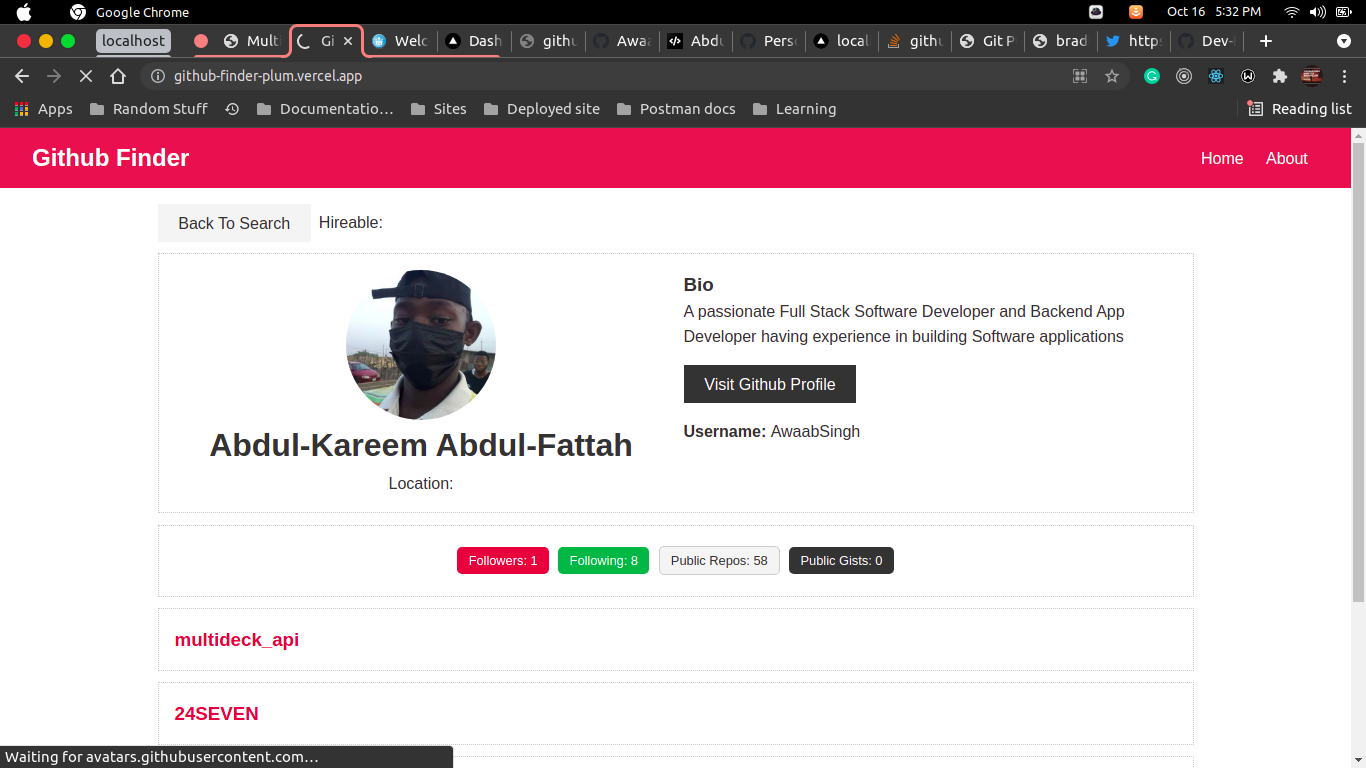 Google Chrome
Oct 16 5:32 PM
localhost
Mult
Gi
Welc
Dash
githu
Awaa
Abdu
Perso
local
githu
Git P
brad
https
Dev-
github-finder-plum.vercel.app
Apps
Random Stuff
Documentatio...
Sites
Deployed site
Postman docs
Learning
Reading list
Github Finder
Home
About
Back To Search
Hireable:
Bio
A passionate Full Stack Software Developer and Backend App
Developer having experience in building Software applications
Visit Github Profile
Username: AwaabSingh
Abdul-Kareem Abdul-Fattah
Location:
Followers: 1
Following: 8
Public Repos: 58
Public Gists: 0
multideck_api
24SEVEN
Waiting for avatars.githubusercontent.com...